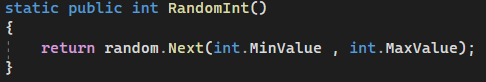 static public int RandomInt()
{
    return random.Next(int.MinValue , int.MaxValue);
}